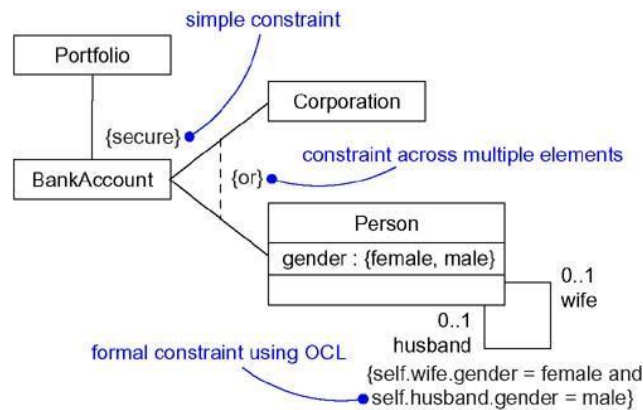 simple constraint
Portfolio
Corporation
{secure}
constraint across multiple elements
BankAccount
{or}
Person
gender : {female, male}
0..1
wife
0..1
husband
formal constraint using OCL
{self.wife.gender = female and
self.husband.gender = male}